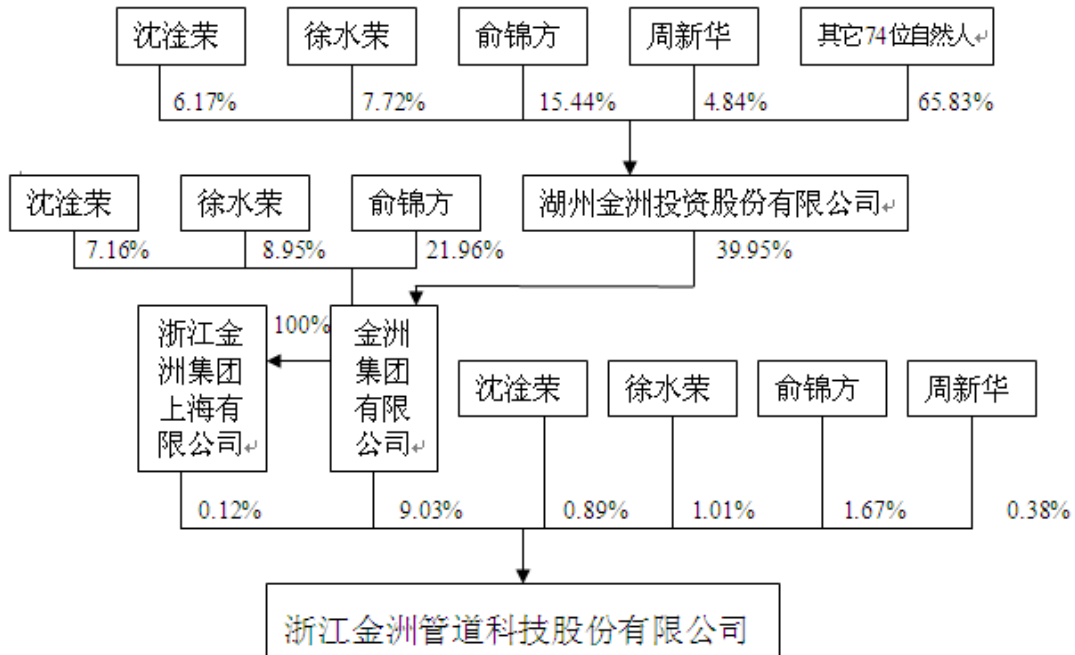 沈淦荣
徐水荣
俞锦方
周新华
其它74位自然人
6.17%
7.72%
15.44%
4.84%
65.83%
沈淦荣
徐水荣
俞锦方
湖州金洲投资股份有限公司
7.16%
8.95%
21.96%
39.95%
浙江金
洲集团
上海有
限公司
100%
金洲
集团
有限
公司
沈淦荣
徐水荣
俞锦方
周新华
0.12%
9.03%
0.89%
1.01%
1.67%
0.38%
浙江金洲管道科技股份有限公司